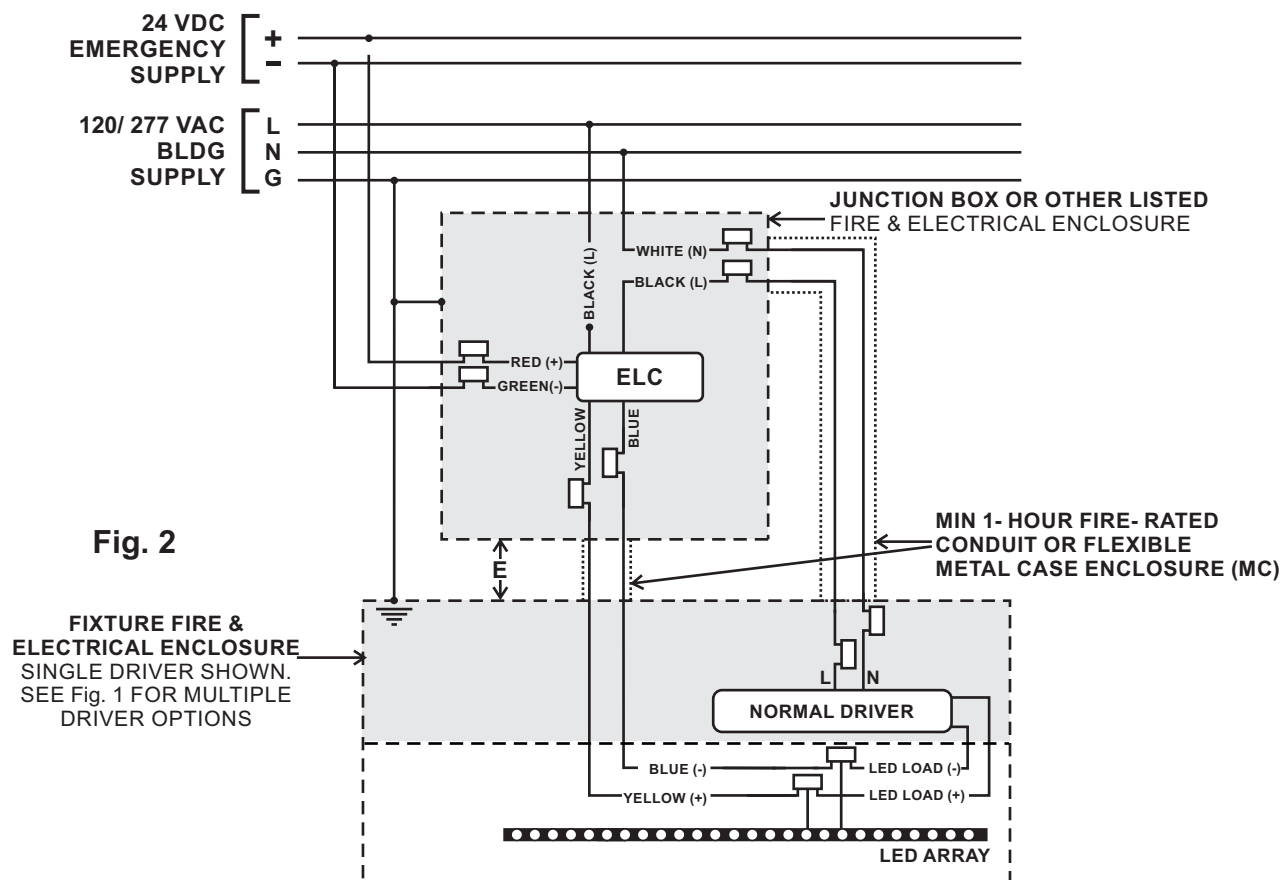 24 VDC
EMERGENCY
SUPPLY
+
–
120/ 277 VAC
BLDG
SUPPLY
L
N
G
JUNCTION BOX OR OTHER LISTED
FIRE & ELECTRICAL ENCLOSURE
WHITE (N)
BLACK (L)
BLACK (L)
RED (+)
GREEN(-)
ELC
YELLOW
BLUE
Fig. 2
E
MIN 1- HOUR FIRE- RATED
CONDUIT OR FLEXIBLE
METAL CASE ENCLOSURE (MC)
FIXTURE FIRE &
ELECTRICAL ENCLOSURE
SINGLE DRIVER SHOWN.
SEE Fig. 1 FOR MULTIPLE
DRIVER OPTIONS
L
N
NORMAL DRIVER
BLUE (-)
LED LOAD (-)
YELLOW (+)
LED LOAD (+)
LED ARRAY